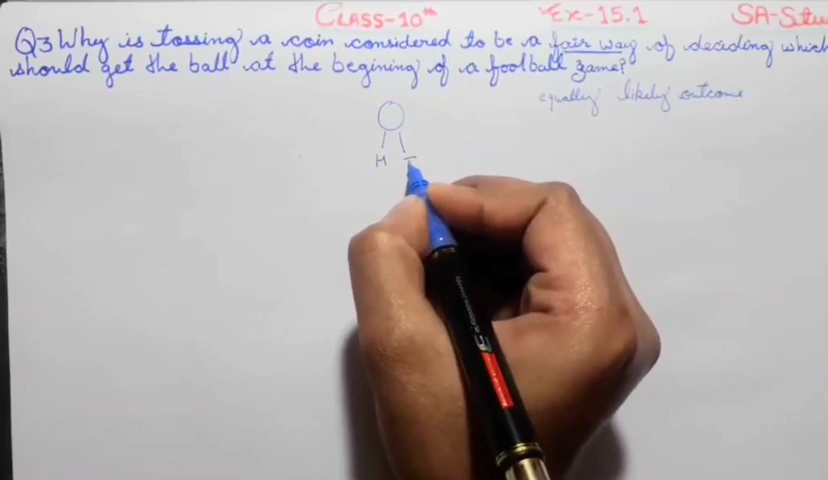 CLASS-10th Ex-15.1 SA-
Q3 Why is tossing a coin considered to be a fair way of deciding which
should get the ball at the begining of a football game?
equally likely outcome
H T